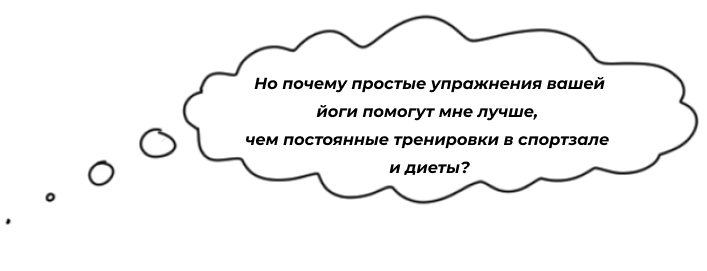 Но почему простые упражнения вашей
йоги помогут мне лучше,
чем постоянные тренировки в спортзале
и диеты?